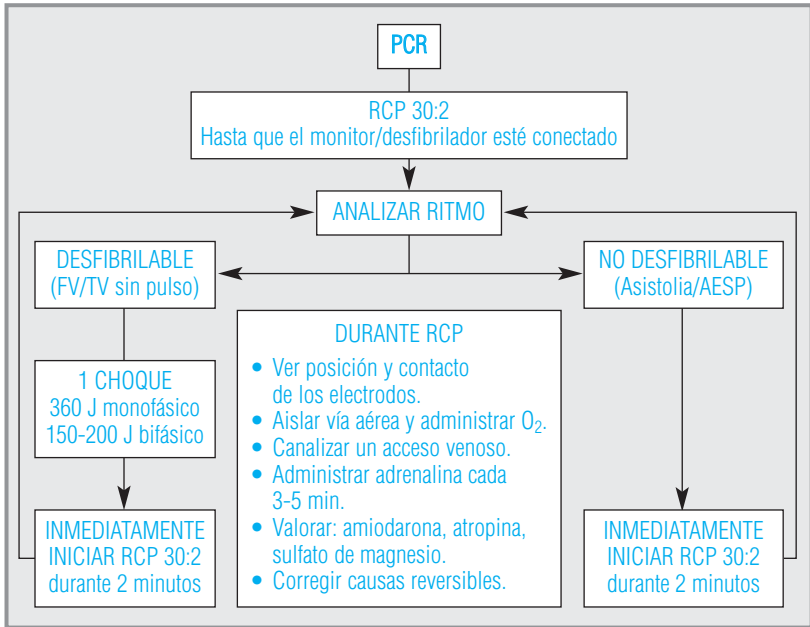 PCR
RCP 30:2
Hasta que el monitor/desfibrilador esté conectado
ANALIZAR RITMO
DESFIBRILABLE
(FV/TV sin pulso)
NO DESFIBRILABLE
(Asistolia/AESP)
1 CHOQUE
360 J monofásico
150-200 J bifásico
DURANTE RCP
• Ver posición y contacto
de los electrodos.
• Aislar vía aérea y administrar O₂.
• Canalizar un acceso venoso.
• Administrar adrenalina cada
3-5 min.
• Valorar: amiodarona, atropina,
sulfato de magnesio.
• Corregir causas reversibles.
INMEDIATAMENTE
INICIAR RCP 30:2
durante 2 minutos
INMEDIATAMENTE
INICIAR RCP 30:2
durante 2 minutos